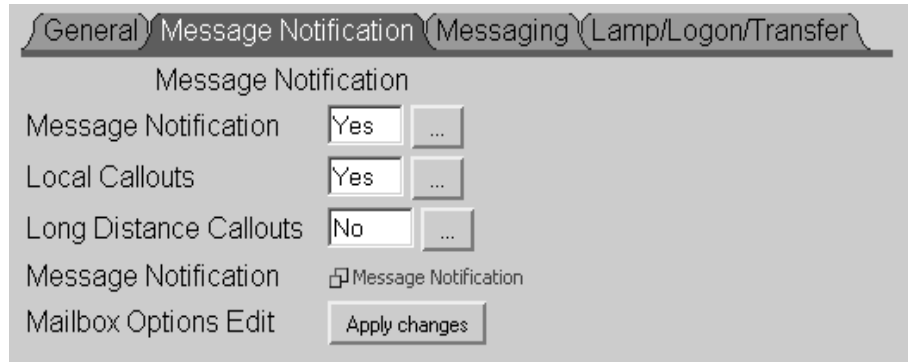 General Message Notification Messaging Lamp/Logon/Transfer
Message Notification
Message Notification Yes ...
Local Callouts Yes ...
Long Distance Callouts No ...
Message Notification Message Notification
Mailbox Options Edit Apply changes